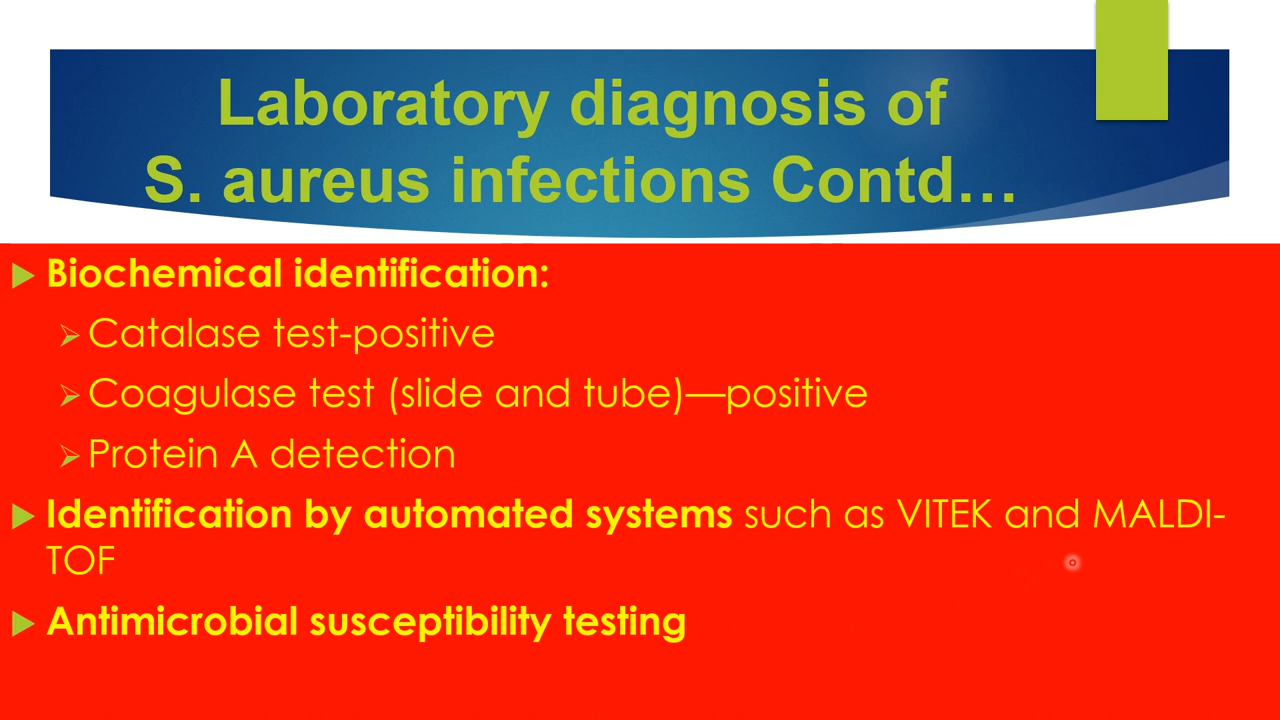 Laboratory diagnosis of
S. aureus infections Contd…
Biochemical identification:
Catalase test-positive
Coagulase test (slide and tube)—positive
Protein A detection
Identification by automated systems such as VITEK and MALDI-
TOF
Antimicrobial susceptibility testing